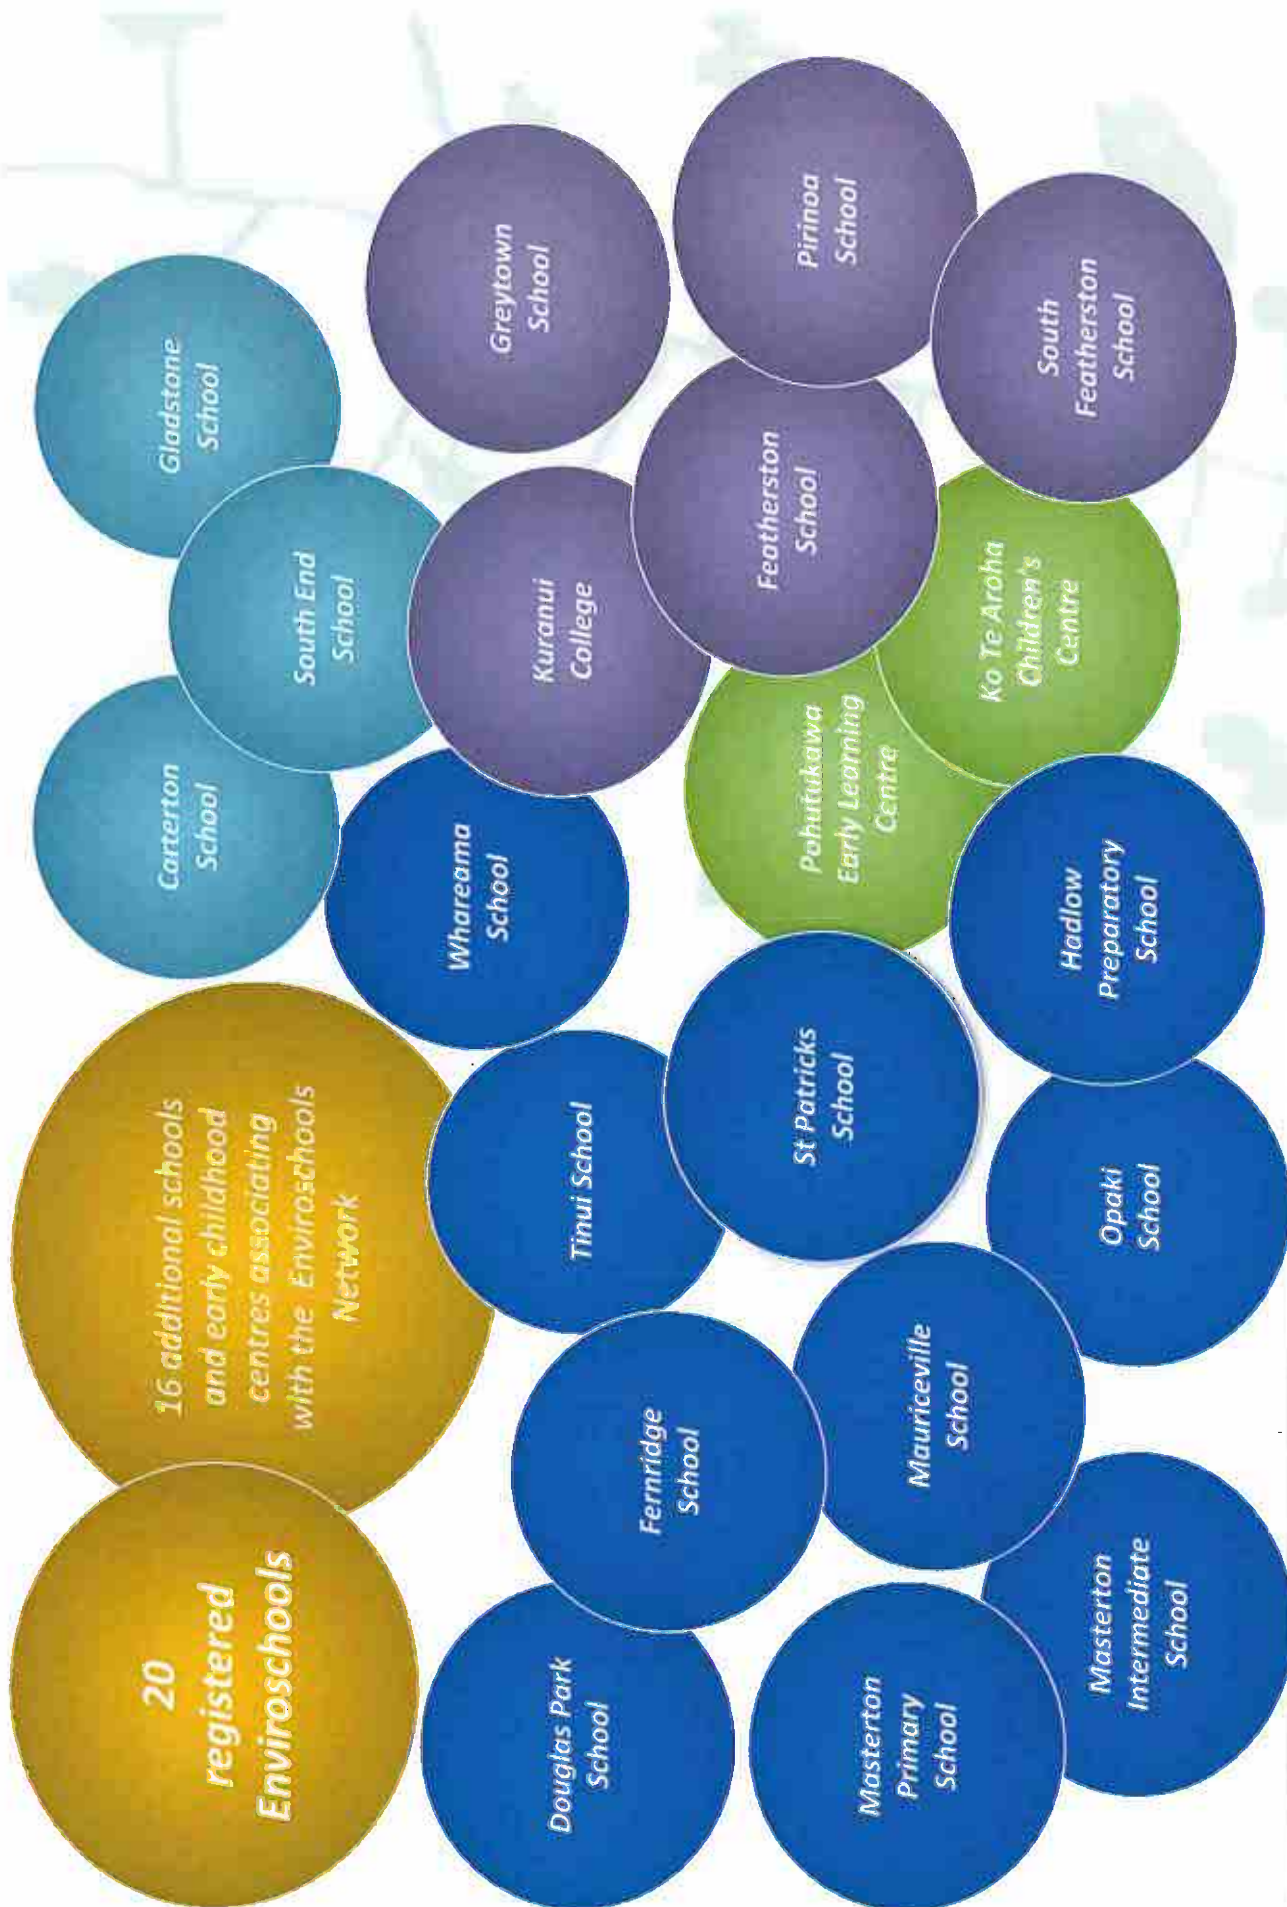 20
registered
Enviroschools
16 additional schools
and early childhood
centres associating
with the Enviroschools
Network
Carterton
School
Gladstone
School
South End
School
Whareama
School
Greytown
School
Kuranui
College
Tinui School
Douglas Park
School
Fernridge
School
Featherston
School
Pirinoa
School
St Patricks
School
Pohutukawa
Early Learning
Centre
Masterton
Primary
School
Mauriceville
School
Ko Te Aroha
Children's
Centre
South
Featherston
School
Hadlow
Preparatory
School
Opaki
School
Masterton
Intermediate
School